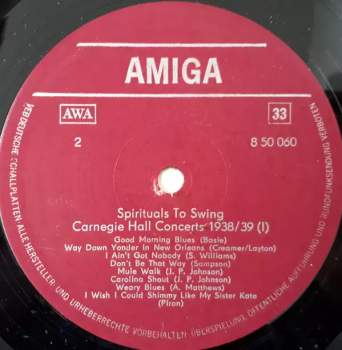 AMIGA
AWA
33
2
8 50 060
Spirituals To Swing
Carnegie Hall Concerts 1938/39 (I)
Good Morning Blues (Basie)
Way Down Yonder In New Orleans (Creamer/Layton)
I Ain't Got Nobody (S. Williams)
Don't Be That Way (Sampson)
Mule Walk (J. P. Johnson)
Carolina Shout (J. P. Johnson)
Weary Blues (A. Matthews)
I Wish I Could Shimmy Like My Sister Kate
(Piron)
VEB DEUTSCHE SCHALLPLATTEN ALLE HERSTELLER- UND URHEBERRECHTE VORBEHALTEN ÜBERSPIELUNG, ÖFFENTLICHE AUFFÜHRUNG UND RUNDFUNKSENDUNG VERBOTEN